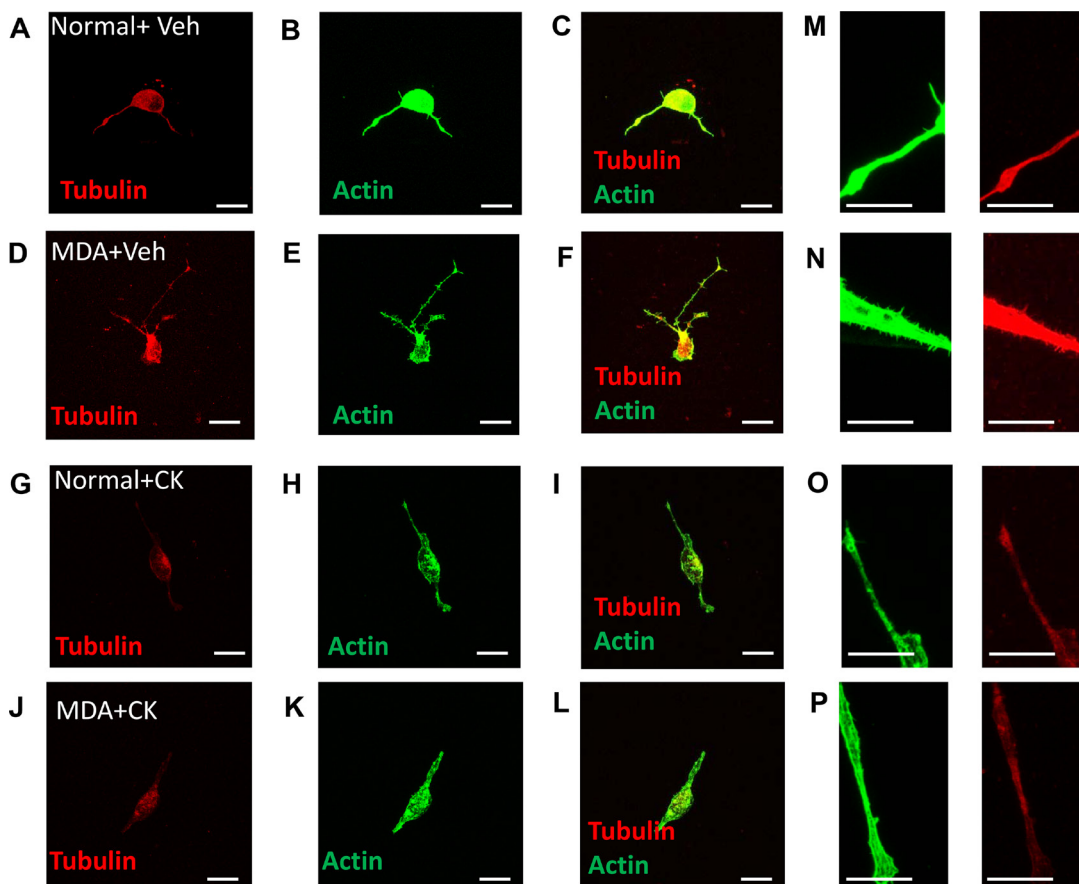 A
Normal+ Veh
Tubulin
B
Actin
C
Tubulin
Actin
M
D
MDA+Veh
Tubulin
E
Actin
F
Tubulin
Actin
N
G
Normal+CK
Tubulin
H
Actin
I
Tubulin
Actin
O
J
MDA+CK
Tubulin
K
Actin
L
Tubulin
Actin
P